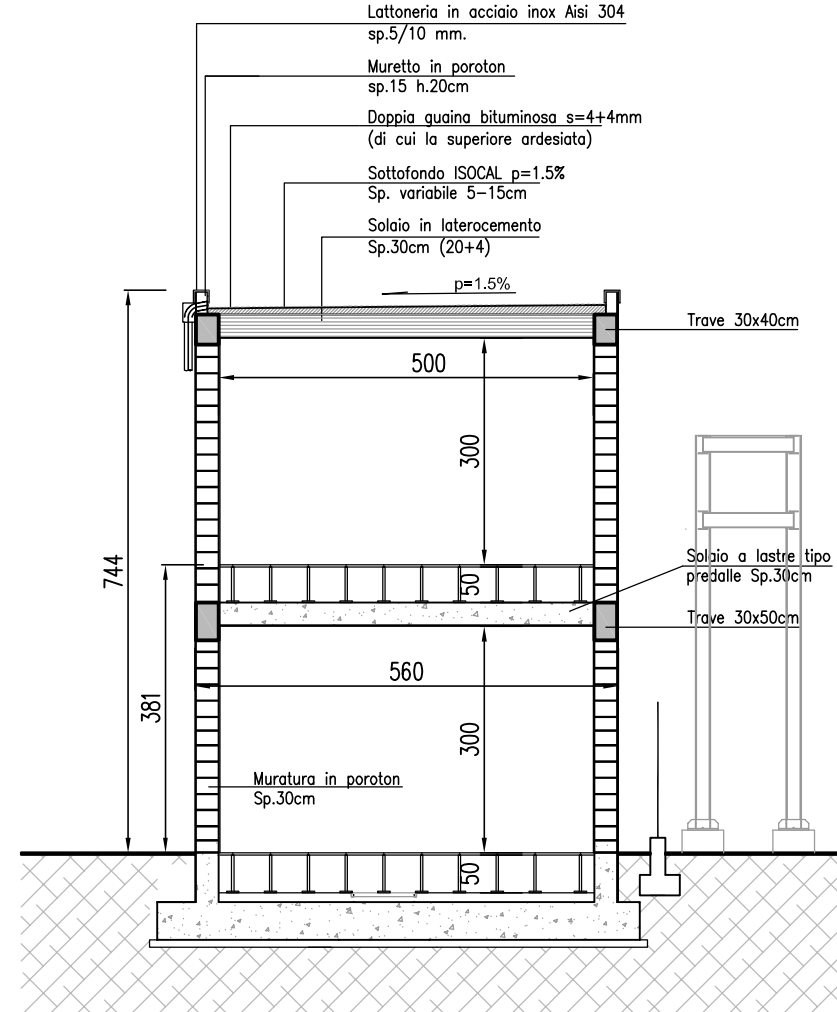 Lattoneria in acciaio inox Aisi 304
sp.5/10 mm.
Muretto in poroton
sp.15 h.20cm
Doppia guaina bituminosa s=4+4mm
(di cui la superiore ardesiata)
Sottofondo ISOCAL p=1.5%
Sp. variabile 5-15cm
Solaio in laterocemento
Sp.30cm (20+4)
p=1.5%
Trave 30x40cm
500
300
744
Solaio a lastre tipo
predalle Sp.30cm
50
Trave 30x50cm
560
381
300
Muratura in poroton
Sp.30cm
50